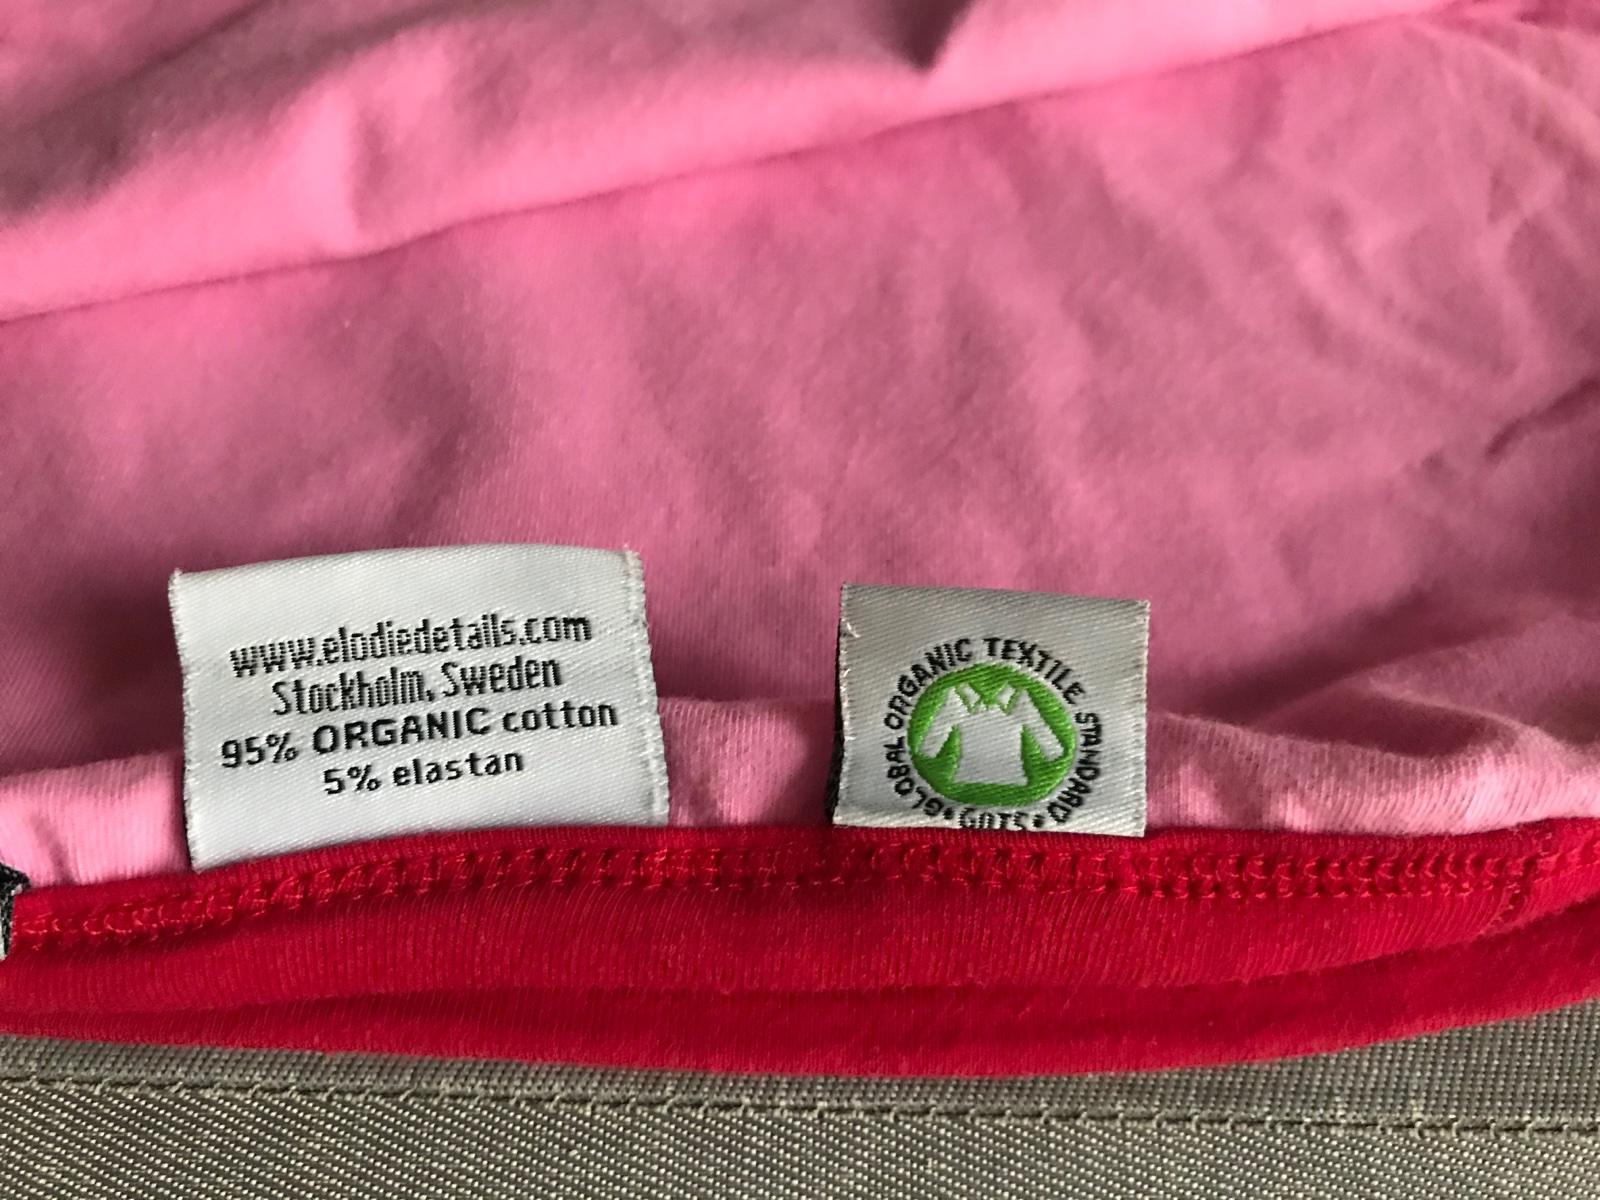 www.elodiedetails.com
Stockholm, Sweden
95% ORGANIC cotton
5% elastan
GLOBAL ORGANIC TEXTILE STANDARD
• GOTS •